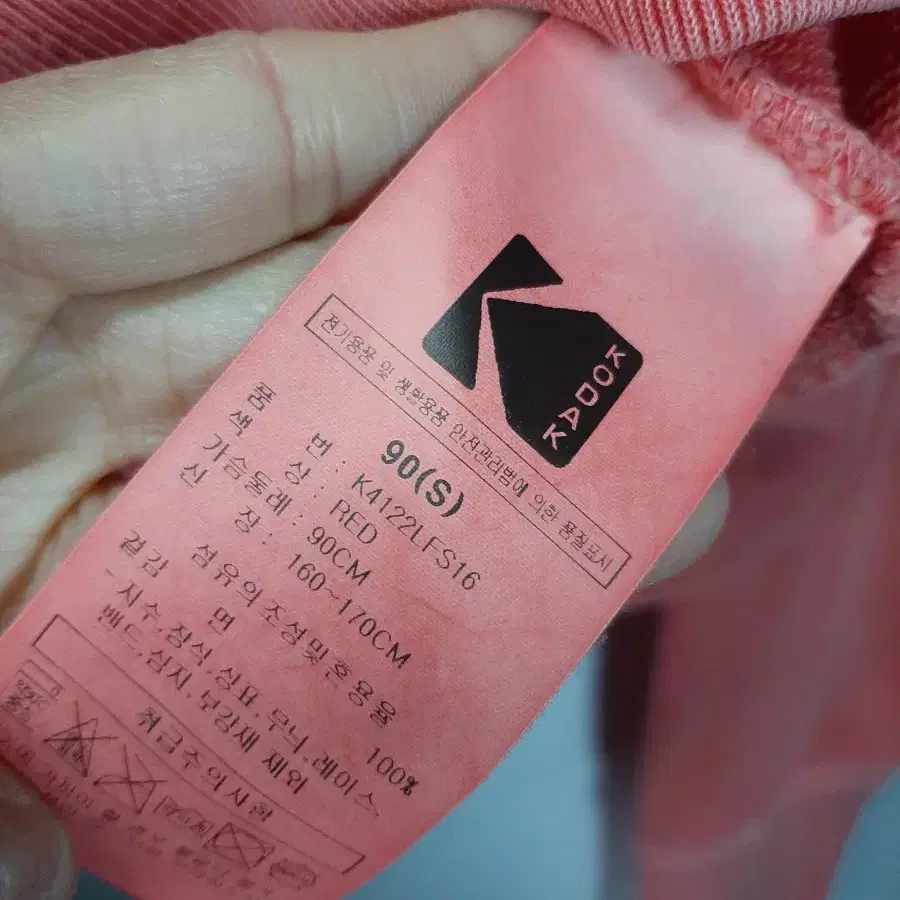 KODAK
전기용품 및 생활용품 안전관리법에 의한 품질표시
90(S)
품 번 : K4122LFS16
색 상 : RED
가슴둘레 : 90CM
신 장 : 160~170CM
섬유의 조성및혼용율
겉감 면 100%
- 자수,장식,심표,무늬,레이스,
밴드,심지,보강재 제외
취급주의사항